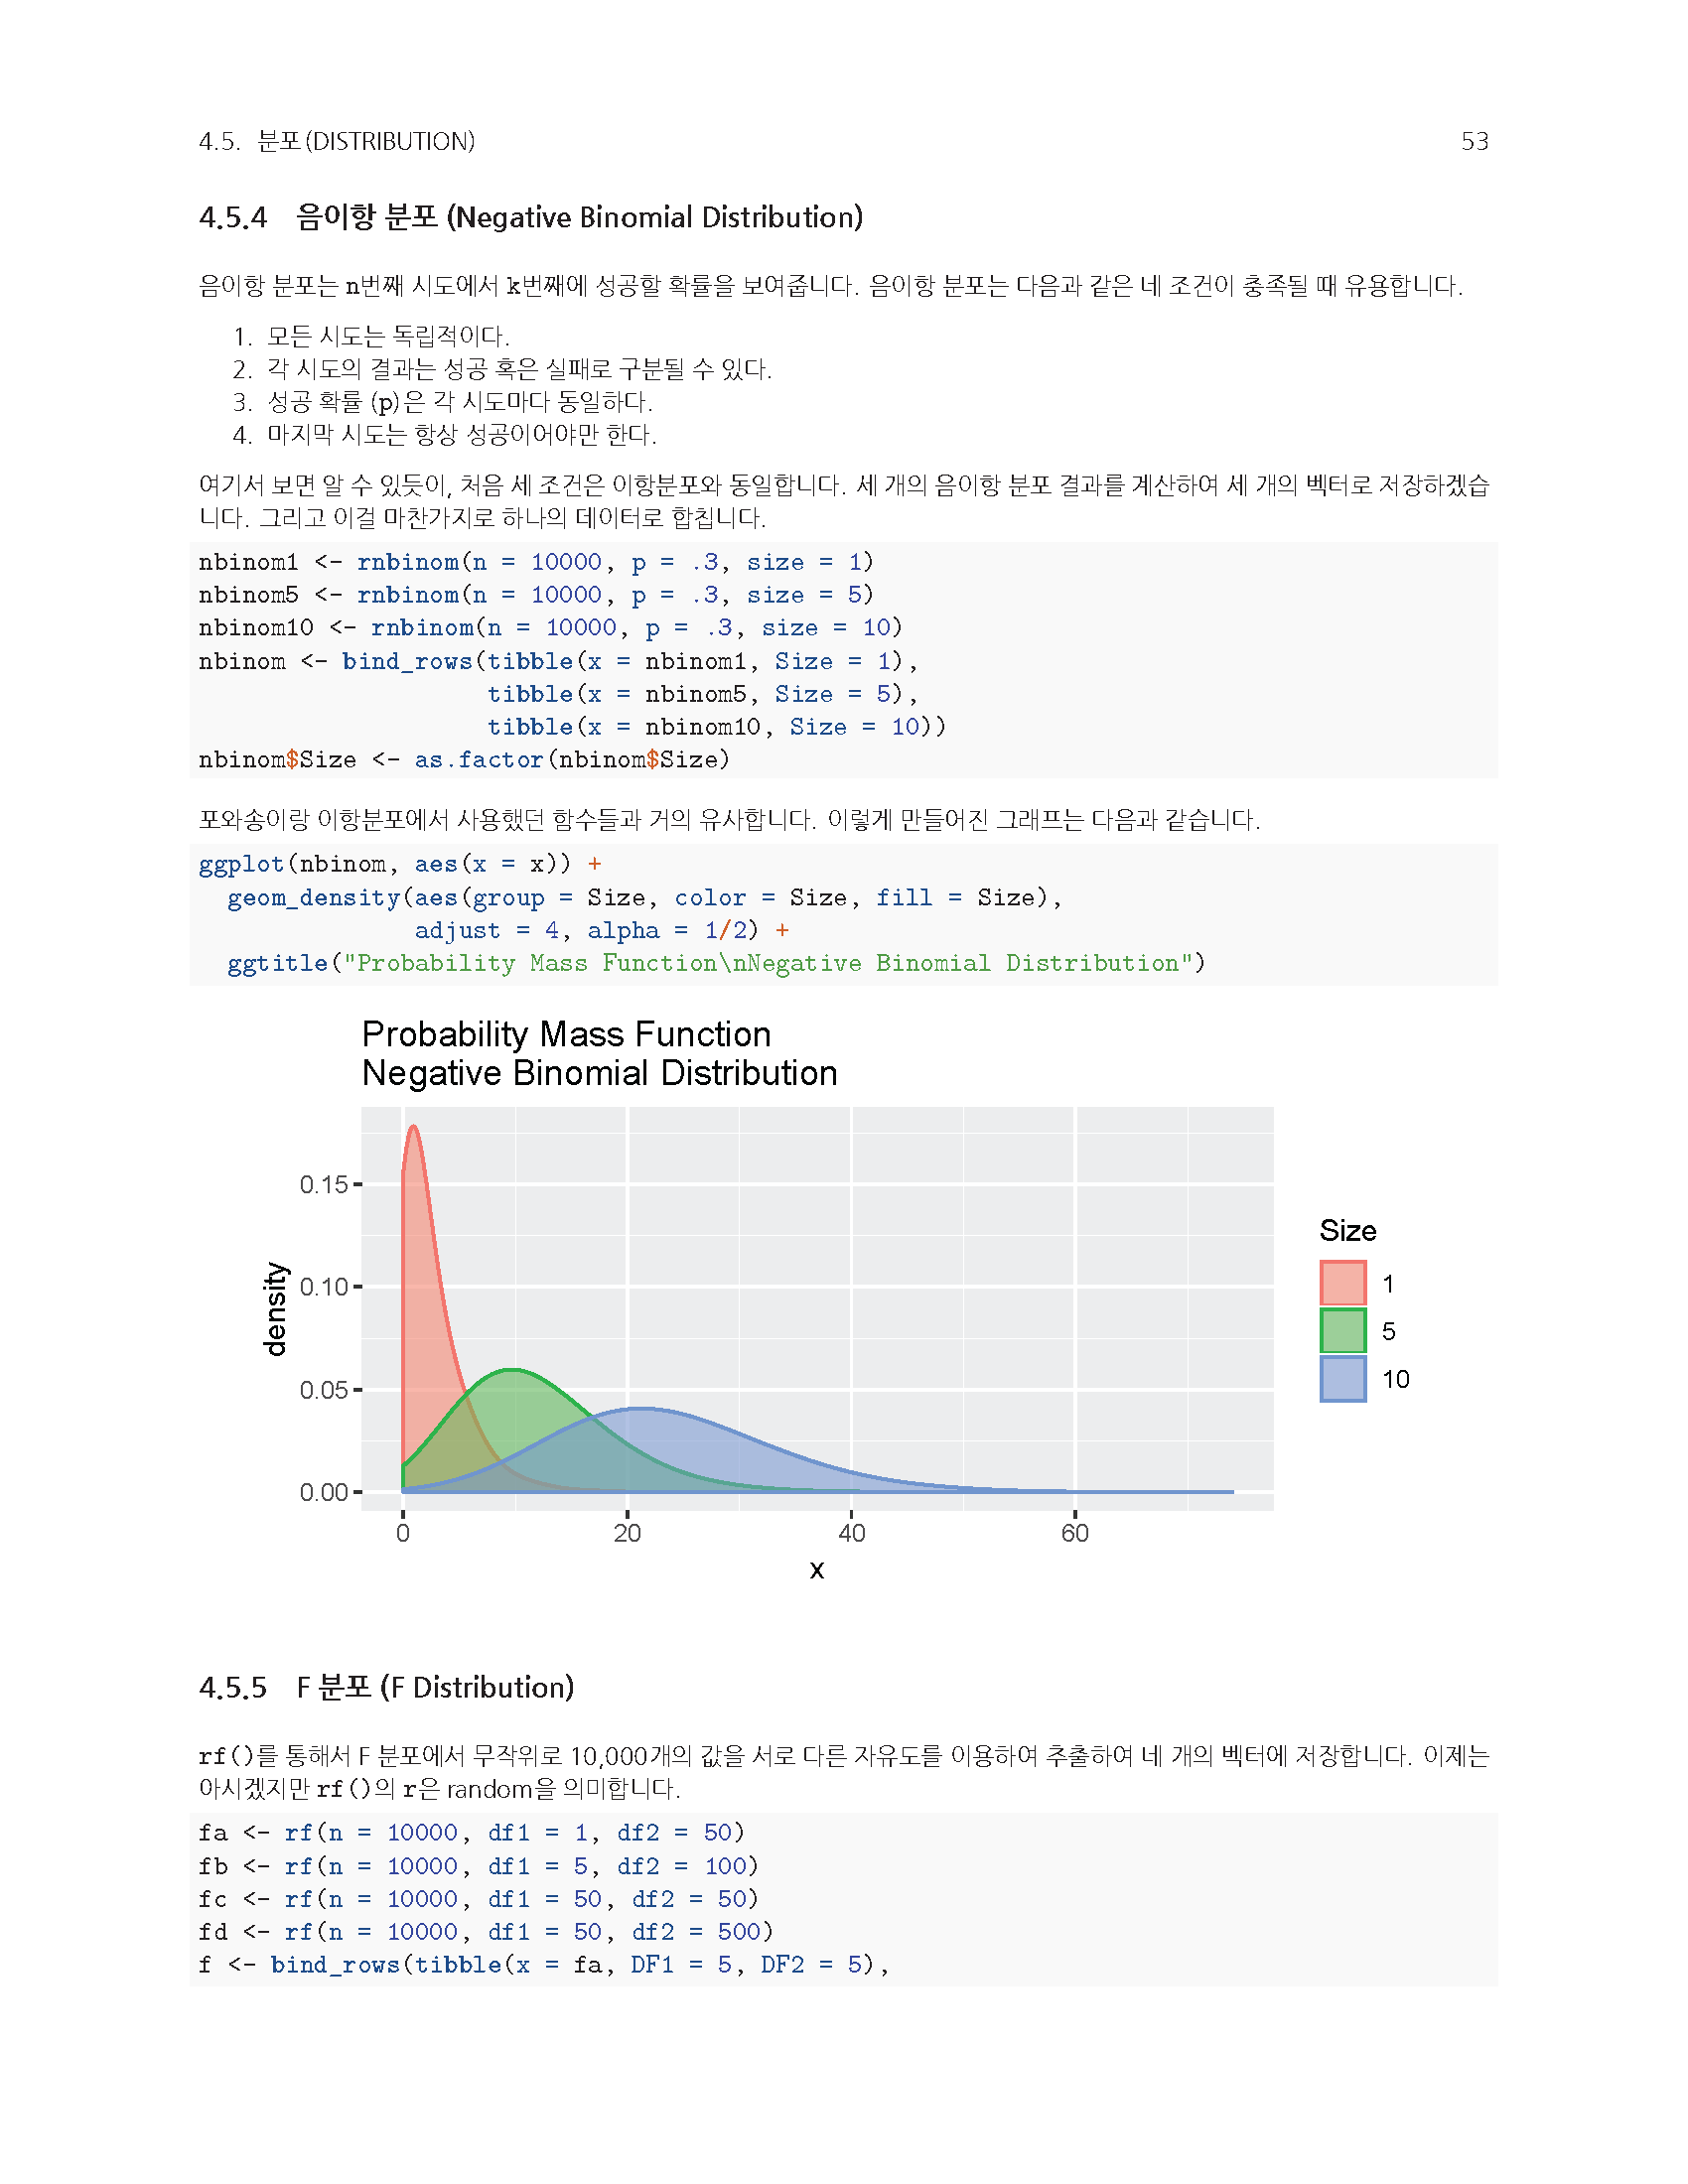 4.5. 분포(DISTRIBUTION) 53
4.5.4 음이항 분포 (Negative Binomial Distribution)
음이항 분포는 n번째 시도에서 k번째에 성공할 확률을 보여줍니다. 음이항 분포는 다음과 같은 네 조건이 충족될 때 유용합니다.
1. 모든 시도는 독립적이다.
2. 각 시도의 결과는 성공 혹은 실패로 구분될 수 있다.
3. 성공 확률 (p)은 각 시도마다 동일하다.
4. 마지막 시도는 항상 성공이어야만 한다.
여기서 보면 알 수 있듯이, 처음 세 조건은 이항분포와 동일합니다. 세 개의 음이항 분포 결과를 계산하여 세 개의 벡터로 저장하겠습
니다. 그리고 이걸 마찬가지로 하나의 데이터로 합칩니다.
nbinom1 <- rnbinom(n = 10000, p = .3, size = 1)
nbinom5 <- rnbinom(n = 10000, p = .3, size = 5)
nbinom10 <- rnbinom(n = 10000, p = .3, size = 10)
nbinom <- bind_rows(tibble(x = nbinom1, Size = 1),
tibble(x = nbinom5, Size = 5),
tibble(x = nbinom10, Size = 10))
nbinom$Size <- as.factor(nbinom$Size)
포와송이랑 이항분포에서 사용했던 함수들과 거의 유사합니다. 이렇게 만들어진 그래프는 다음과 같습니다.
ggplot(nbinom, aes(x = x)) +
geom_density(aes(group = Size, color = Size, fill = Size),
adjust = 4, alpha = 1/2) +
ggtitle("Probability Mass Function\nNegative Binomial Distribution")
Probability Mass Function
Negative Binomial Distribution
0.15
0.10
0.05
0.00
density
0 20 40 60
x
Size
1
5
10
4.5.5 F 분포 (F Distribution)
rf()를 통해서 F 분포에서 무작위로 10,000개의 값을 서로 다른 자유도를 이용하여 추출하여 네 개의 벡터에 저장합니다. 이제는
아시겠지만 rf()의 r은 random을 의미합니다.
fa <- rf(n = 10000, df1 = 1, df2 = 50)
fb <- rf(n = 10000, df1 = 5, df2 = 100)
fc <- rf(n = 10000, df1 = 50, df2 = 50)
fd <- rf(n = 10000, df1 = 50, df2 = 500)
f <- bind_rows(tibble(x = fa, DF1 = 5, DF2 = 5),